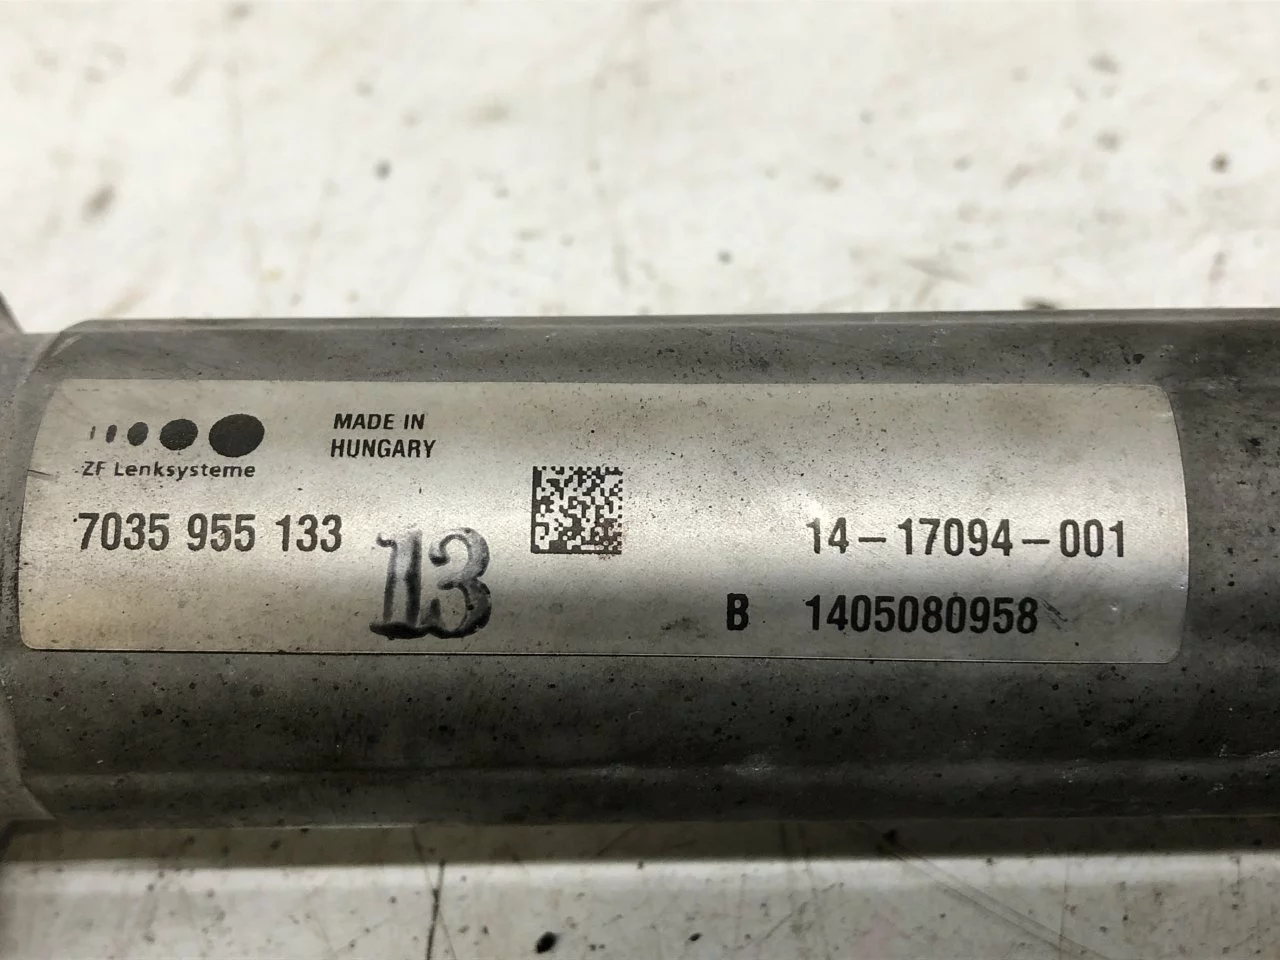 ZF Lenksysteme
MADE IN
HUNGARY
7035 955 133
13
14-17094-001
B 1405080958